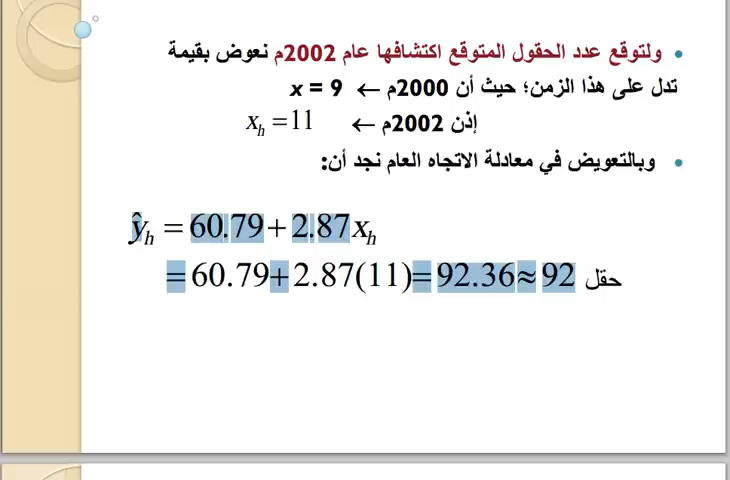 • ولتوقع عدد الحقول المتوقع اكتشافها عام 2002م نعوض بقيمة
تدل على هذا الزمن؛ حيث أن 2000م ← x = 9
إذن 2002م ← x_h = 11
• وبالتعويض في معادلة الاتجاه العام نجد أن:
ŷ_h = 60.79 + 2.87x_h
= 60.79 + 2.87(11) = 92.36 ≈ 92 حقل